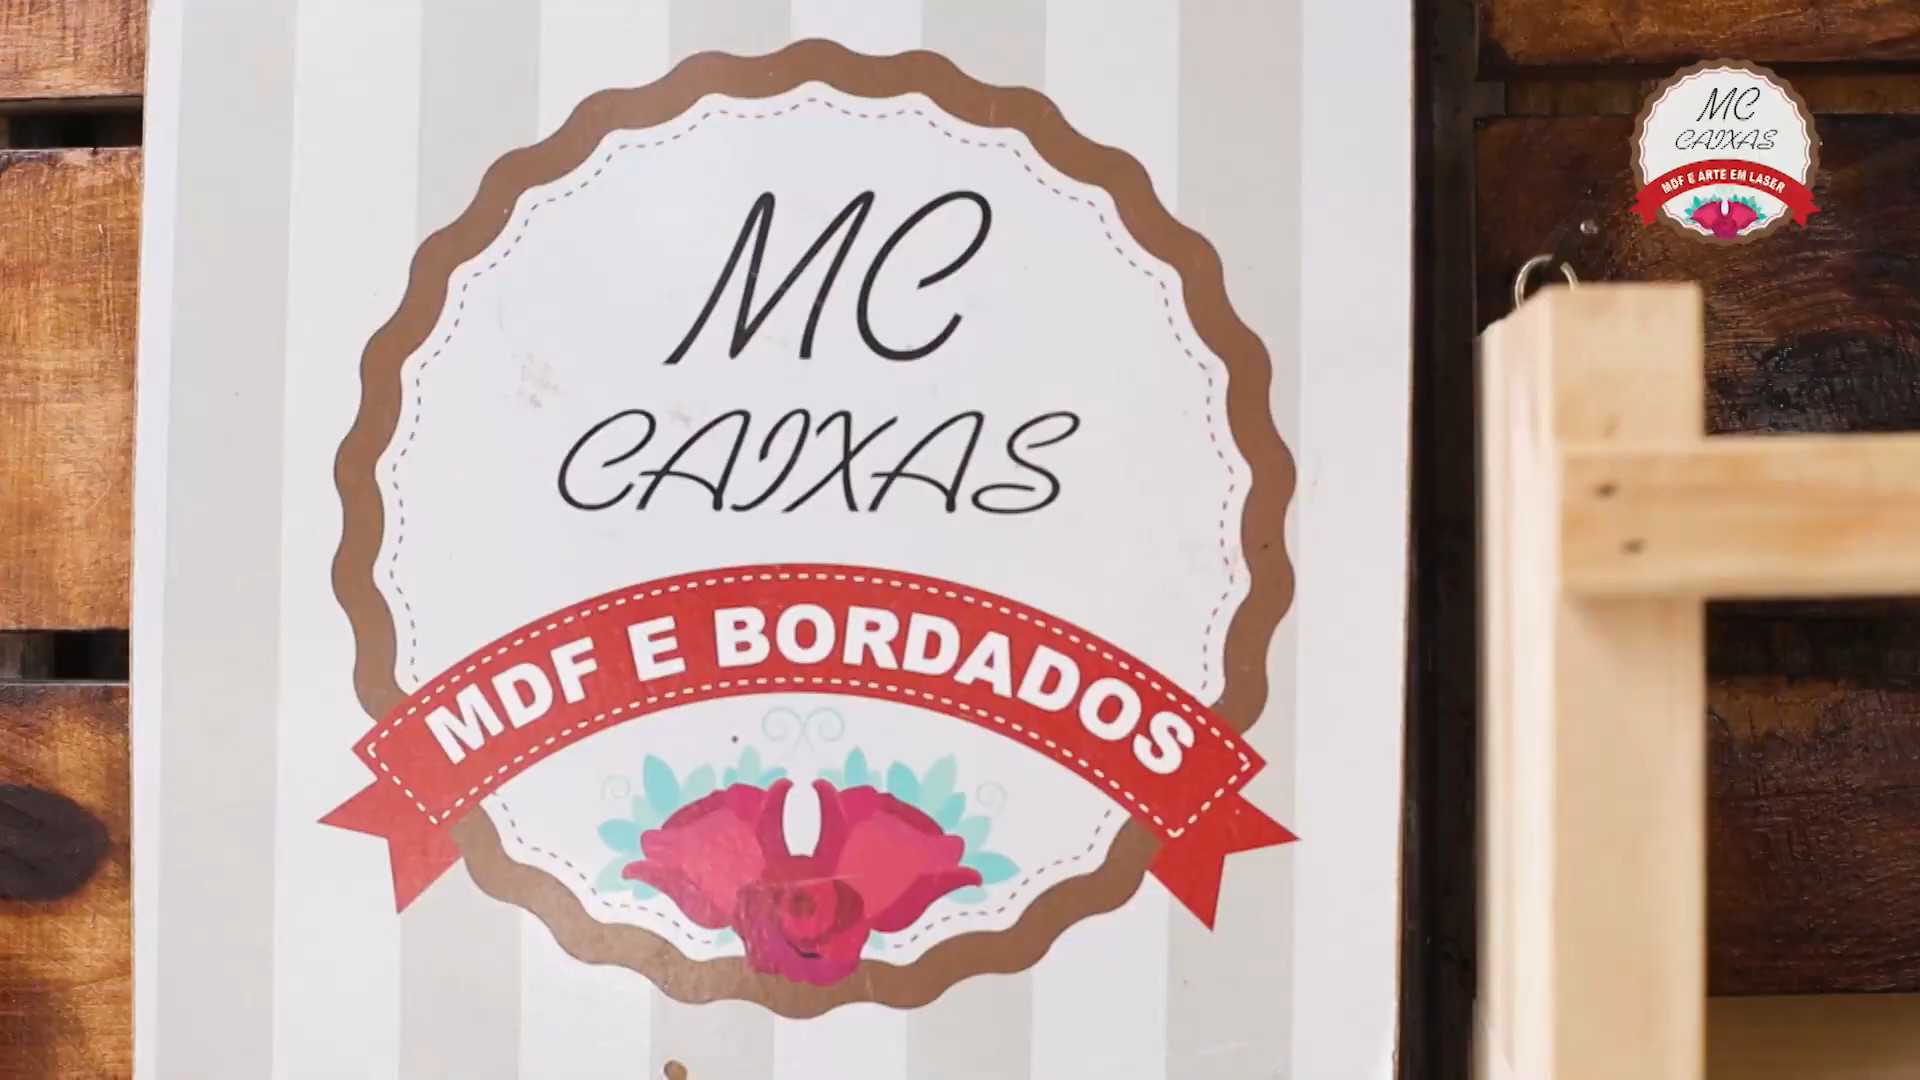 MC
CAIXAS
MDF E BORDADOS
MC
CAIXAS
MDF E ARTE EM LASER